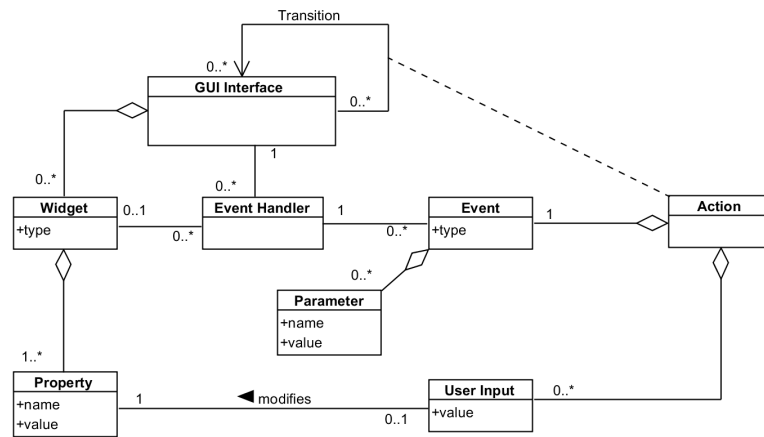 Transition
0..*
GUI Interface
0..*
1
0..*
0..*
Widget
+type
0..1
0..*
Event Handler
1
0..*
Event
+type
1
Action
0..*
Parameter
+name
+value
1..*
Property
+name
+value
1
modifies
0..1
User Input
+value
0..*